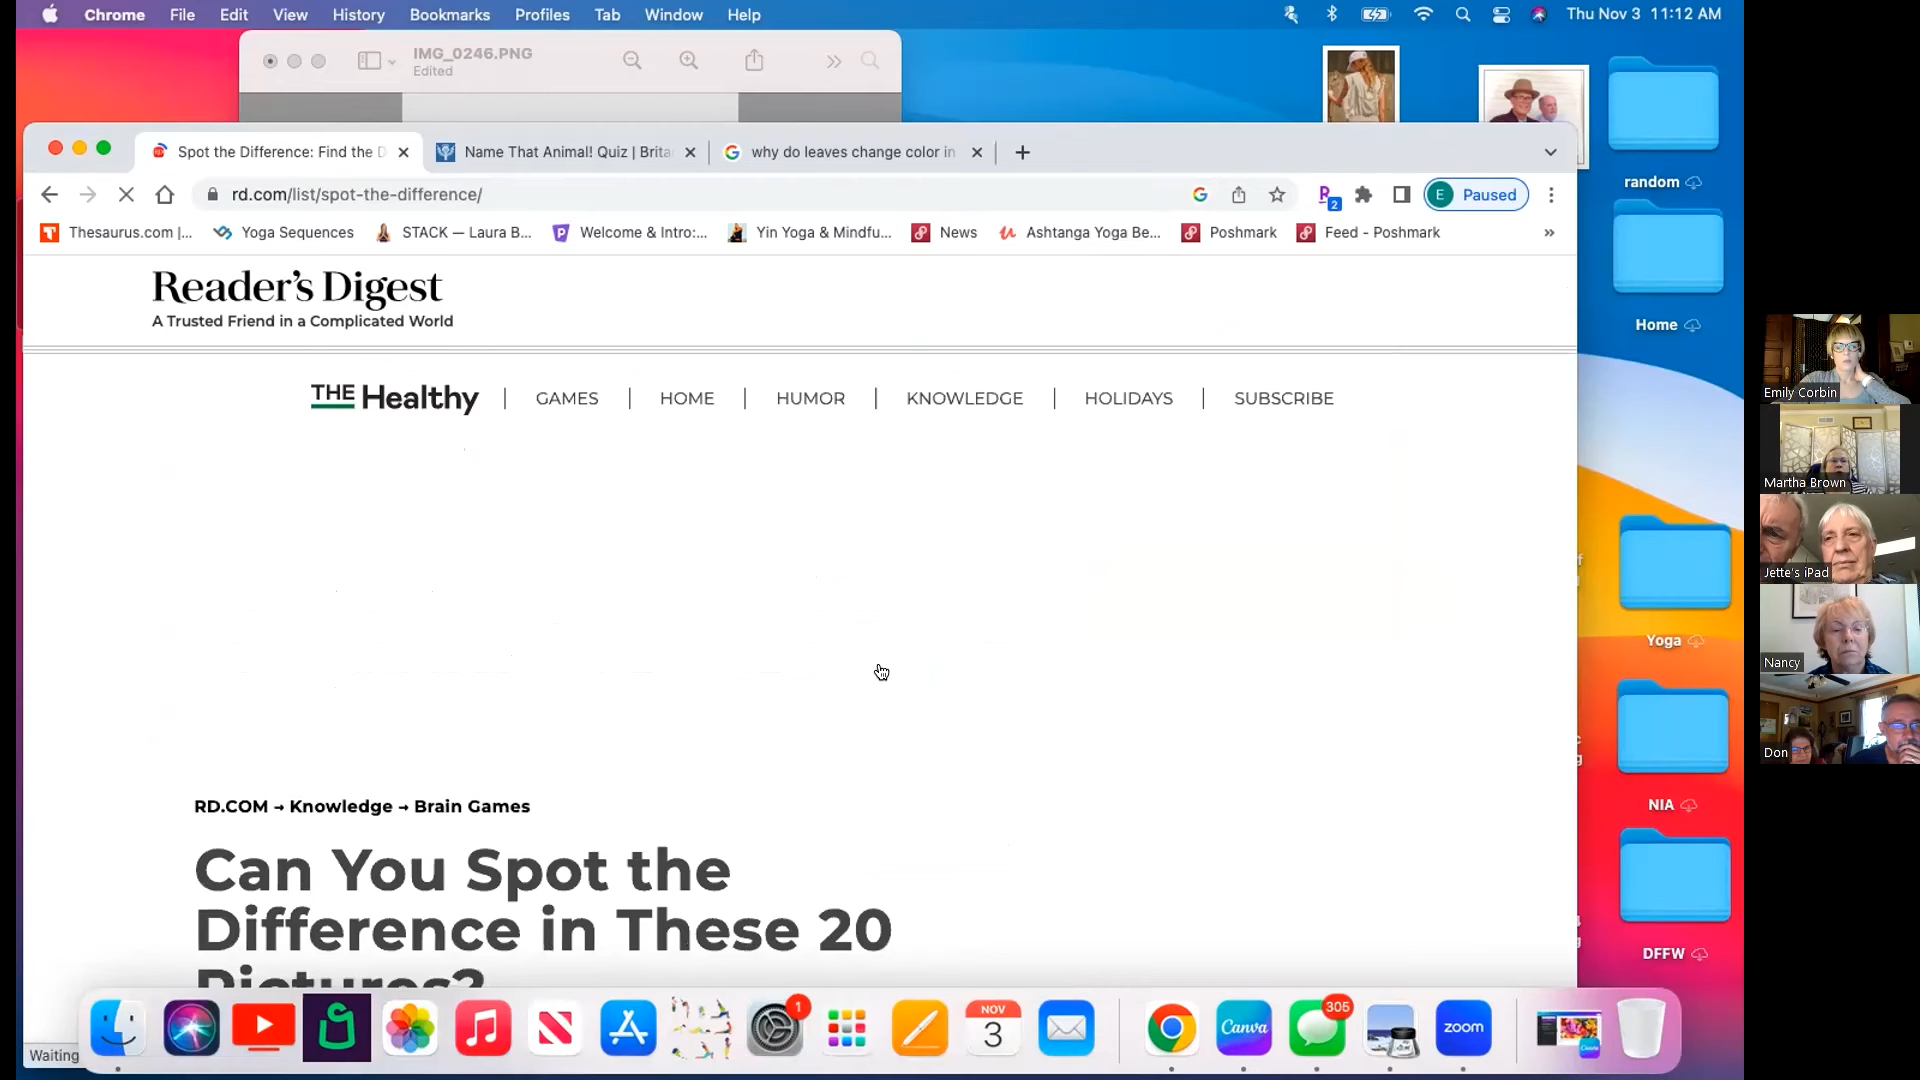 Chrome File Edit View History Bookmarks Profiles Tab Window Help Thu Nov 3 11:12 AM
IMG_0246.PNG
Edited
Spot the Difference: Find the D Name That Animal! Quiz | Brita why do leaves change color in
rd.com/list/spot-the-difference/ 2 E Paused
Thesaurus.com |... Yoga Sequences STACK — Laura B... Welcome & Intro:... Yin Yoga & Mindfu... News Ashtanga Yoga Be... Poshmark Feed - Poshmark »
random
Reader's Digest
A Trusted Friend in a Complicated World
Home
THE Healthy | GAMES | HOME | HUMOR | KNOWLEDGE | HOLIDAYS | SUBSCRIBE
Emily Corbin
Martha Brown
Jette's iPad
Yoga
Nancy
Don
RD.COM → Knowledge → Brain Games
NIA
Can You Spot the
Difference in These 20
Pictures?
DFFW
1 NOV 3 Canva 305 zoom
Waiting